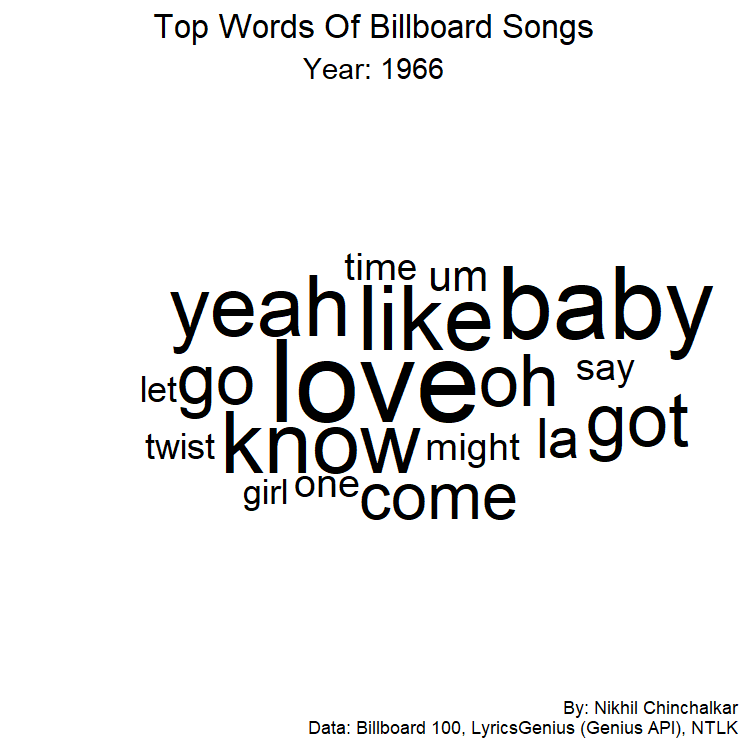 Top Words Of Billboard Songs
Year: 1966
time um
yeah like baby
let go love oh say
twist know might la got
girl one come
By: Nikhil Chinchalkar
Data: Billboard 100, LyricsGenius (Genius API), NTLK